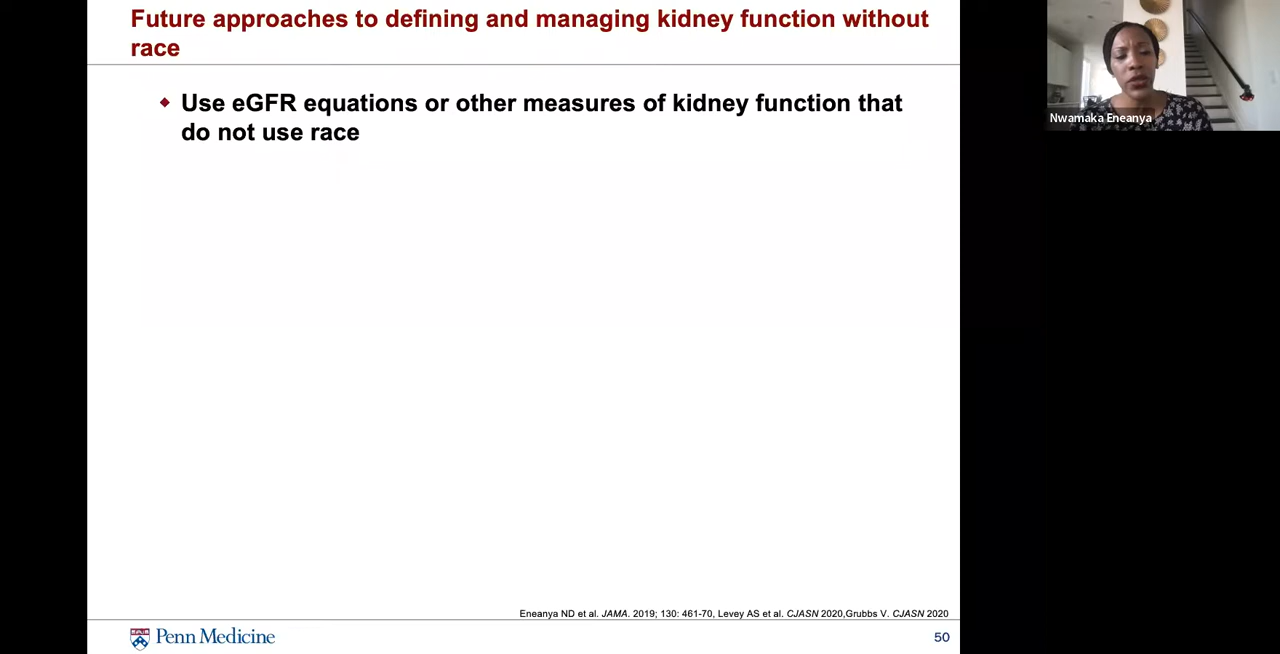 Future approaches to defining and managing kidney function without
race
Use eGFR equations or other measures of kidney function that
do not use race
Nwamaka Eneanya
Eneanya ND et al. JAMA. 2019; 130: 461-70, Levey AS et al. CJASN 2020,Grubbs V. CJASN 2020
Penn Medicine
50